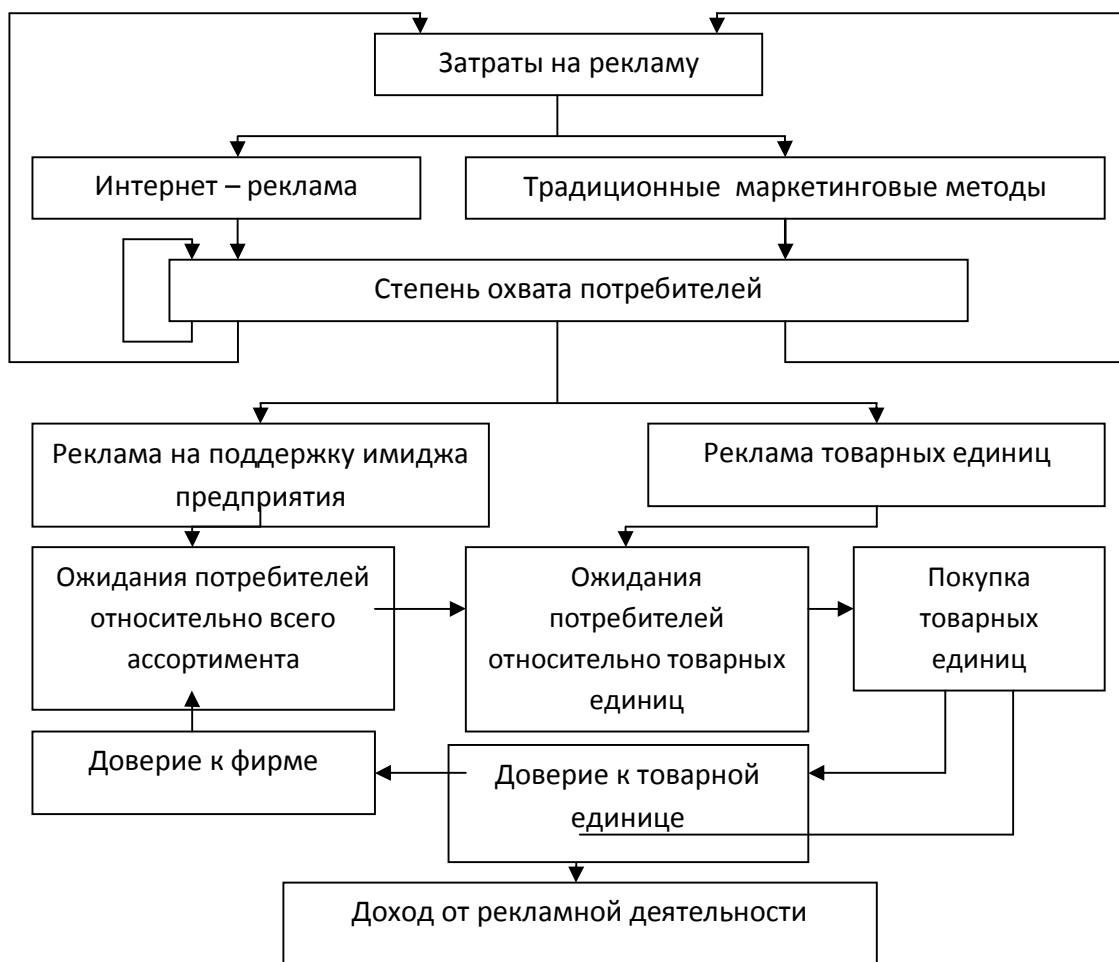 Затраты на рекламу
Интернет – реклама
Традиционные маркетинговые методы
Степень охвата потребителей
Реклама на поддержку имиджа
предприятия
Реклама товарных единиц
Ожидания потребителей
относительно всего
ассортимента
Ожидания
потребителей
относительно товарных
единиц
Покупка
товарных
единиц
Доверие к фирме
Доверие к товарной
единице
Доход от рекламной деятельности